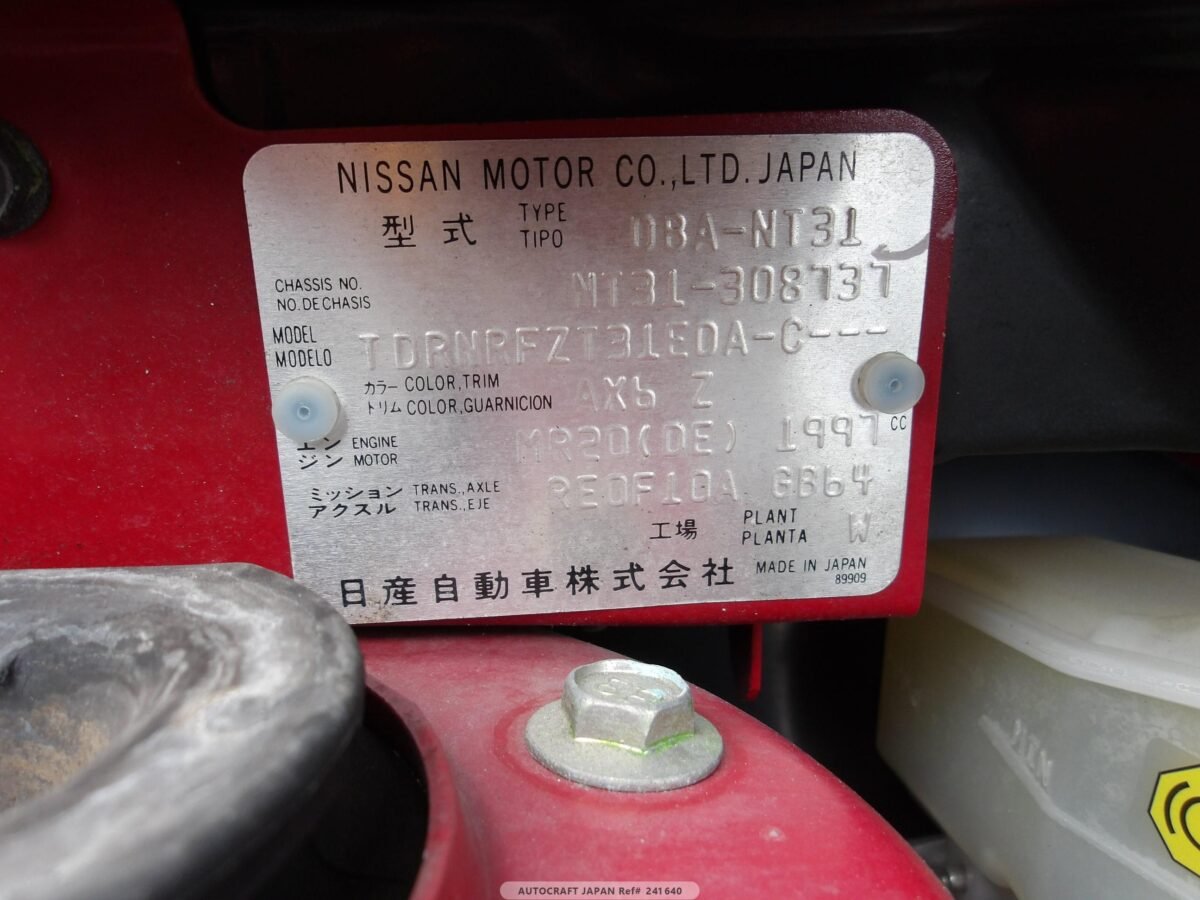 NISSAN MOTOR CO.,LTD. JAPAN
型式 TYPE TIPO DBA-NT31
CHASSIS NO. NO.DE CHASIS NT31-308737
MODEL MODELO TDRNRFZT31EDA-C---
カラー COLOR,TRIM
トリム COLOR,GUARNICION AX6 Z
エンジン ENGINE MOTOR MR20(DE) 1997 CC
ミッション TRANS.,AXLE
アクスル TRANS.,EJE RE0F10A GB64
工場 PLANT PLANTA W
日産自動車株式会社 MADE IN JAPAN
89909
MIN
AUTOCRAFT JAPAN Ref# 241640